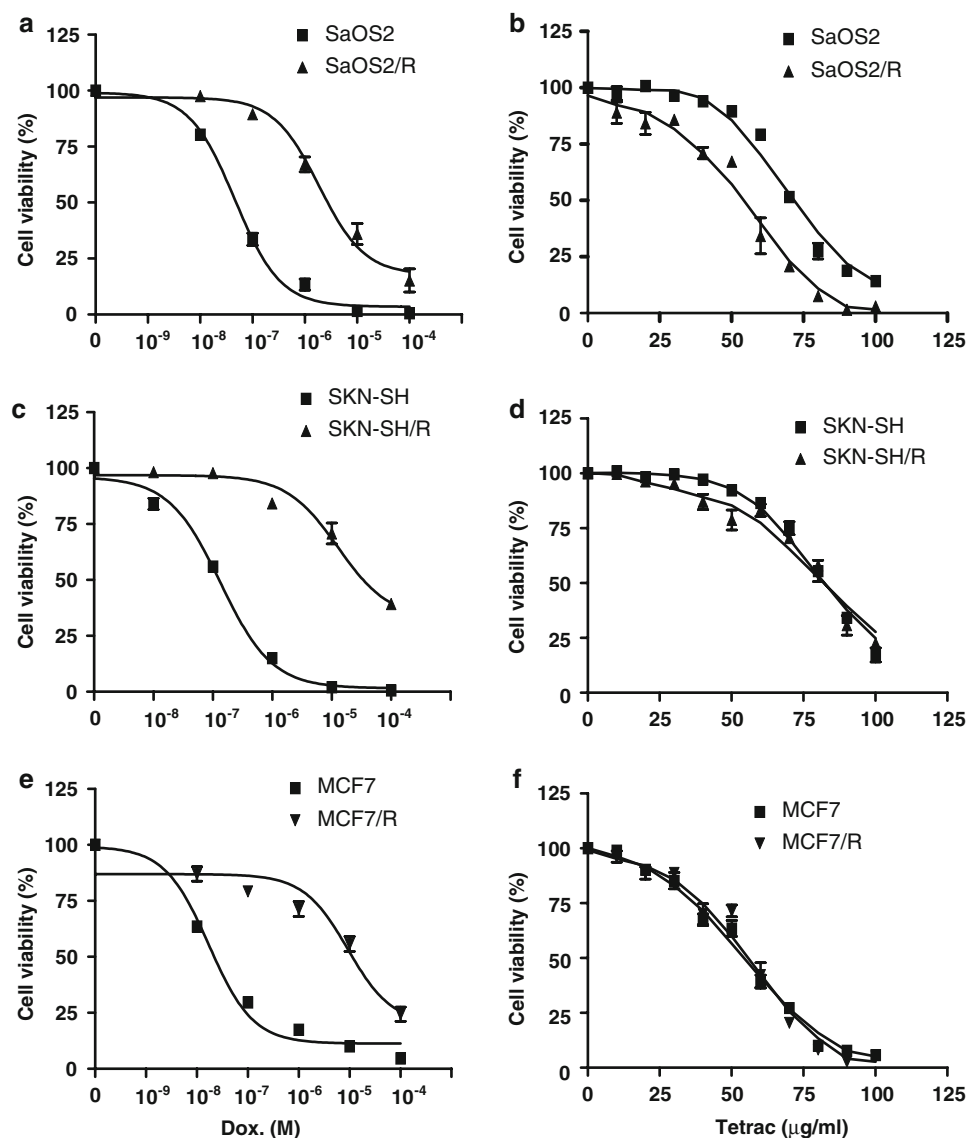 a
SaOS2
SaOS2/R
Cell viability (%)
125
100
75
50
25
0
0 10⁻⁹ 10⁻⁸ 10⁻⁷ 10⁻⁶ 10⁻⁵ 10⁻⁴
b
SaOS2
SaOS2/R
Cell viability (%)
125
100
75
50
25
0
0 25 50 75 100 125
c
SKN-SH
SKN-SH/R
Cell viability (%)
125
100
75
50
25
0
0 10⁻⁸ 10⁻⁷ 10⁻⁶ 10⁻⁵ 10⁻⁴
d
SKN-SH
SKN-SH/R
Cell viability (%)
125
100
75
50
25
0
0 25 50 75 100 125
e
MCF7
MCF7/R
Cell viability (%)
125
100
75
50
25
0
0 10⁻⁹ 10⁻⁸ 10⁻⁷ 10⁻⁶ 10⁻⁵ 10⁻⁴
Dox. (M)
f
MCF7
MCF7/R
Cell viability (%)
125
100
75
50
25
0
0 25 50 75 100 125
Tetrac (μg/ml)